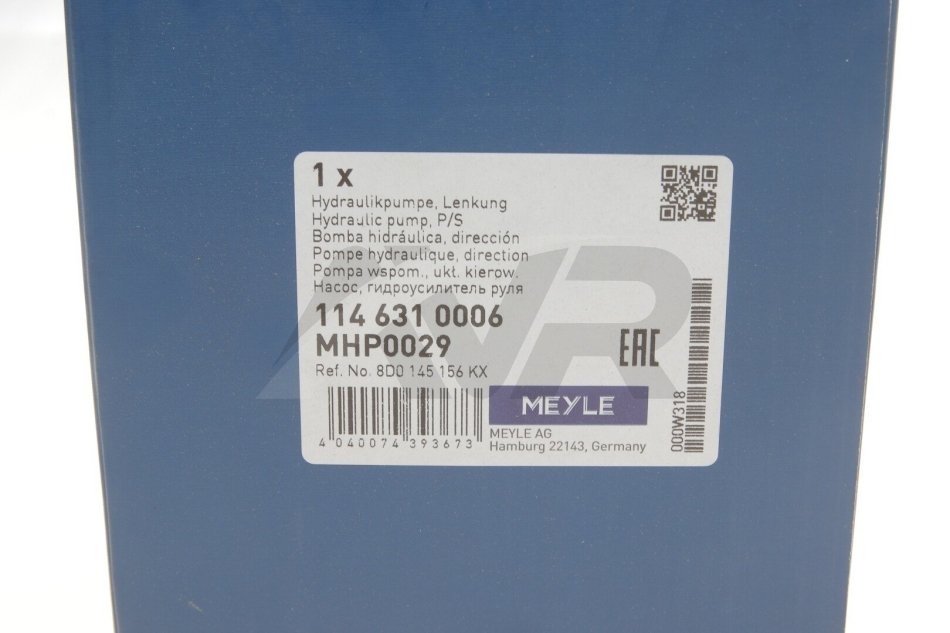 1 x
Hydraulikpumpe, Lenkung
Hydraulic pump, P/S
Bomba hidráulica, dirección
Pompe hydraulique, direction
Pompa wspom., ukł. kierow.
Насос, гидроусилитель руля
114 631 0006
MHP0029
Ref. No. 8D0 145 156 KX
EAC
MEYLE
MEYLE AG
Hamburg 22143, Germany
4 040074 393673
000W318
AVR